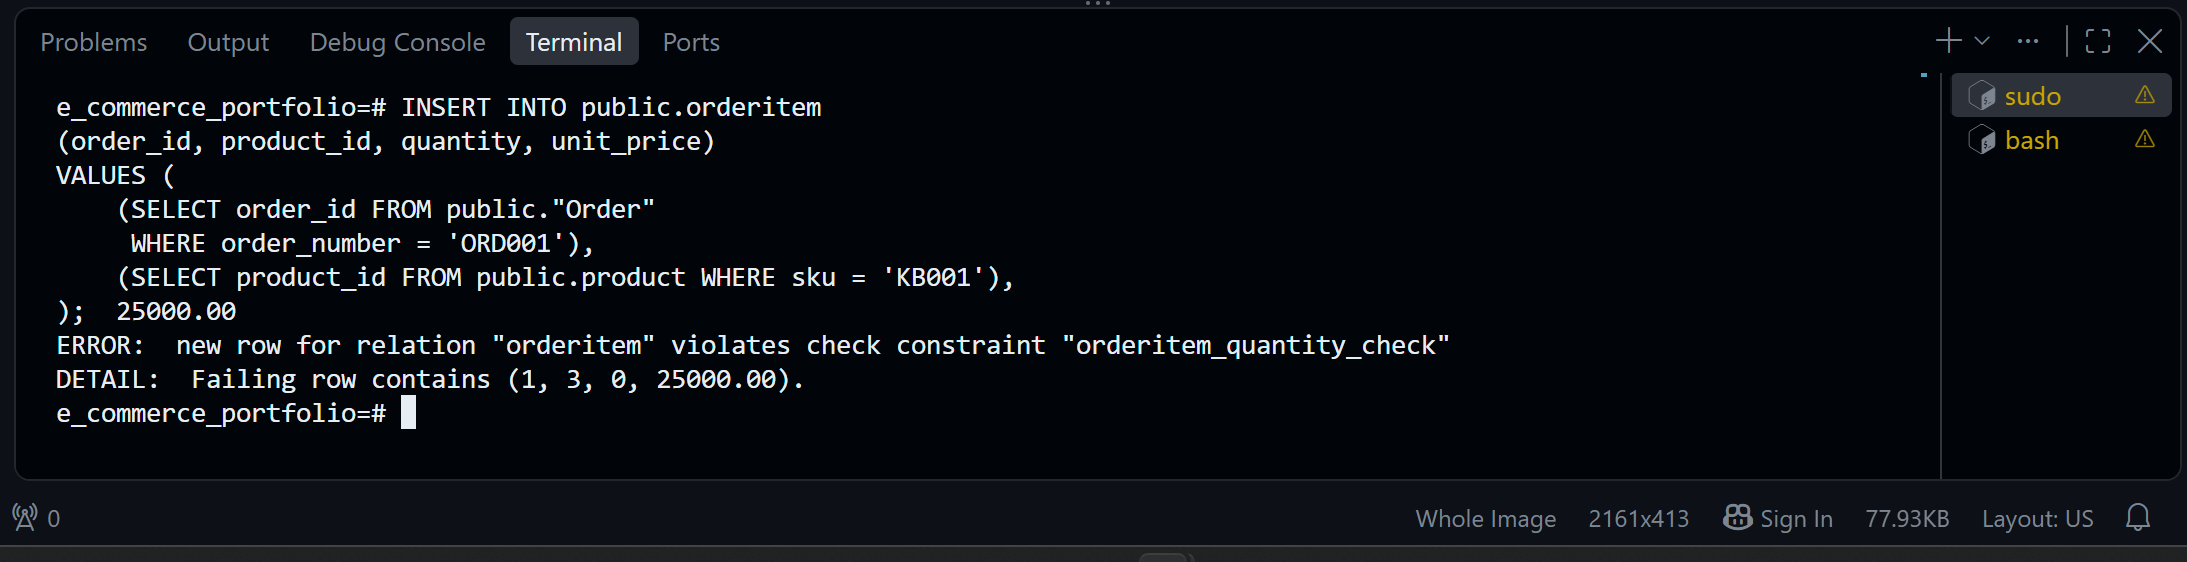 Problems Output Debug Console Terminal Ports
e_commerce_portfolio=# INSERT INTO public.orderitem
(order_id, product_id, quantity, unit_price)
VALUES (
    (SELECT order_id FROM public."Order"
     WHERE order_number = 'ORD001'),
    (SELECT product_id FROM public.product WHERE sku = 'KB001'),
);  25000.00
ERROR:  new row for relation "orderitem" violates check constraint "orderitem_quantity_check"
DETAIL:  Failing row contains (1, 3, 0, 25000.00).
e_commerce_portfolio=#
sudo
bash
0 Whole Image 2161x413 Sign In 77.93KB Layout: US